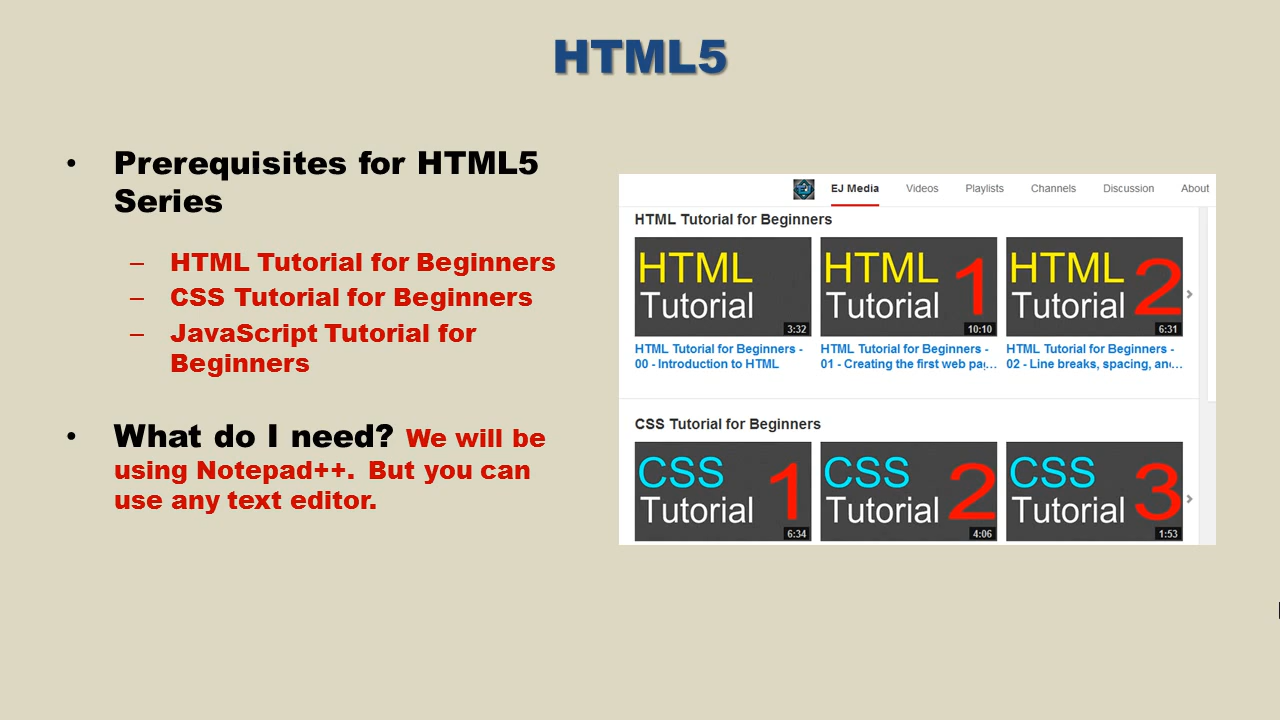 HTML5
• Prerequisites for HTML5
Series
– HTML Tutorial for Beginners
– CSS Tutorial for Beginners
– JavaScript Tutorial for
Beginners
• What do I need? We will be
using Notepad++. But you can
use any text editor.
EJ Media Videos Playlists Channels Discussion About
HTML Tutorial for Beginners
HTML
Tutorial
3:32
HTML
Tutorial 1
10:10
HTML
Tutorial 2
6:31
HTML Tutorial for Beginners -
00 - Introduction to HTML
HTML Tutorial for Beginners -
01 - Creating the first web pag…
HTML Tutorial for Beginners -
02 - Line breaks, spacing, and…
CSS Tutorial for Beginners
CSS
Tutorial 1
6:34
CSS
Tutorial 2
4:06
CSS
Tutorial 3
1:53